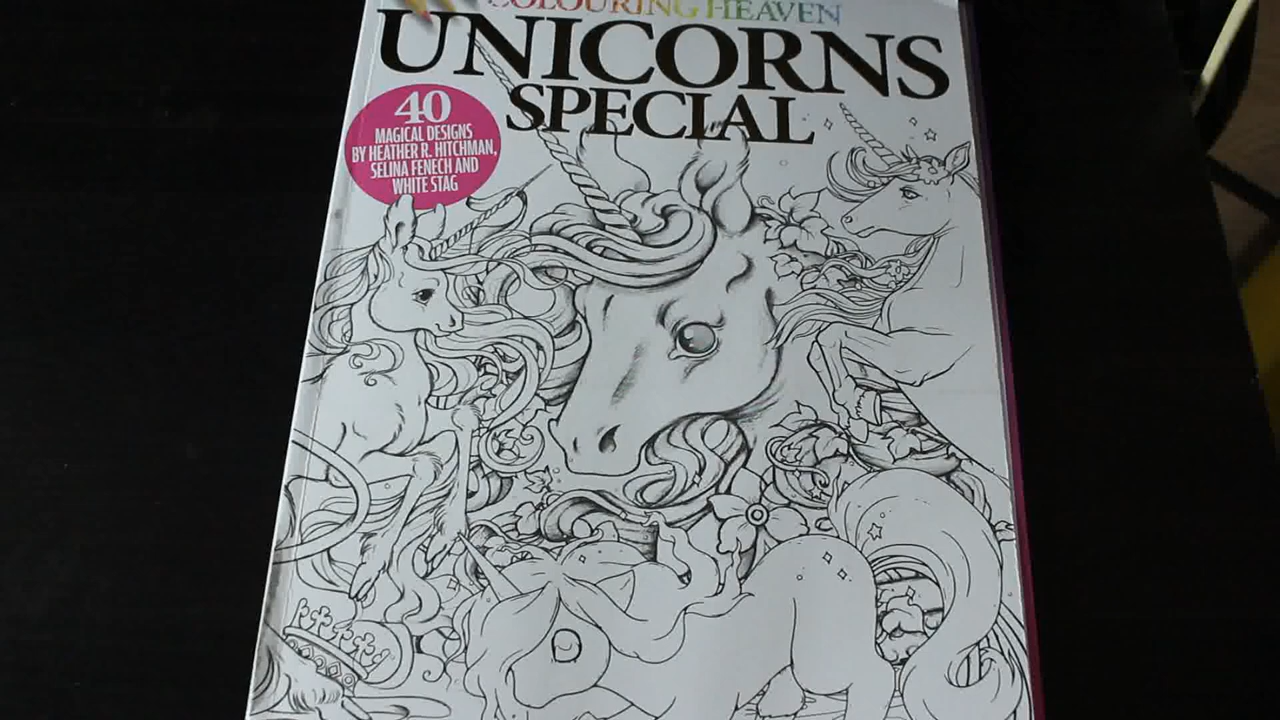 COLOURING HEAVEN
UNICORNS
SPECIAL
40
MAGICAL DESIGNS
BY HEATHER R. HITCHMAN,
SELINA FENECH AND
WHITE STAG